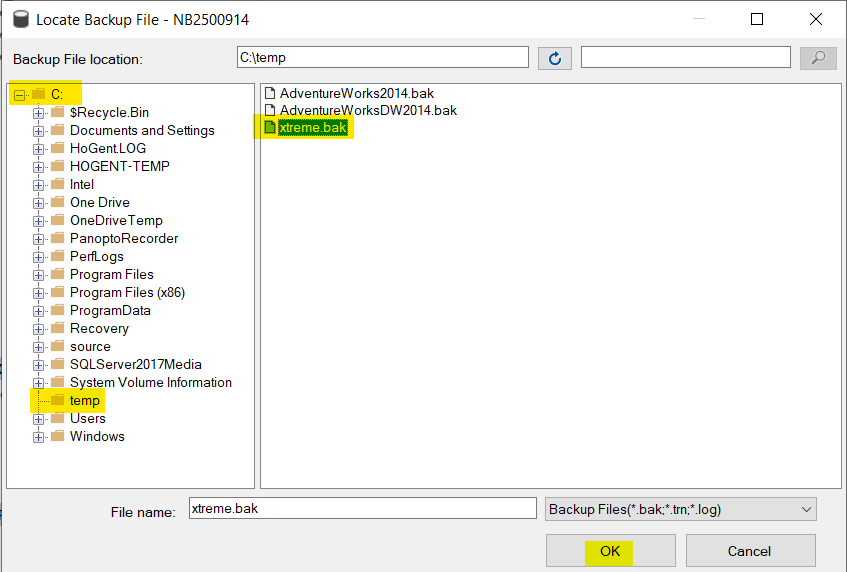 Locate Backup File - NB2500914
Backup File location: C:\temp
C:
$Recycle.Bin
Documents and Settings
HoGent.LOG
HOGENT-TEMP
Intel
One Drive
OneDriveTemp
PanoptoRecorder
PerfLogs
Program Files
Program Files (x86)
ProgramData
Recovery
source
SQLServer2017Media
System Volume Information
temp
Users
Windows
AdventureWorks2014.bak
AdventureWorksDW2014.bak
xtreme.bak
File name: xtreme.bak Backup Files(*.bak;*.trn;*.log)
OK Cancel